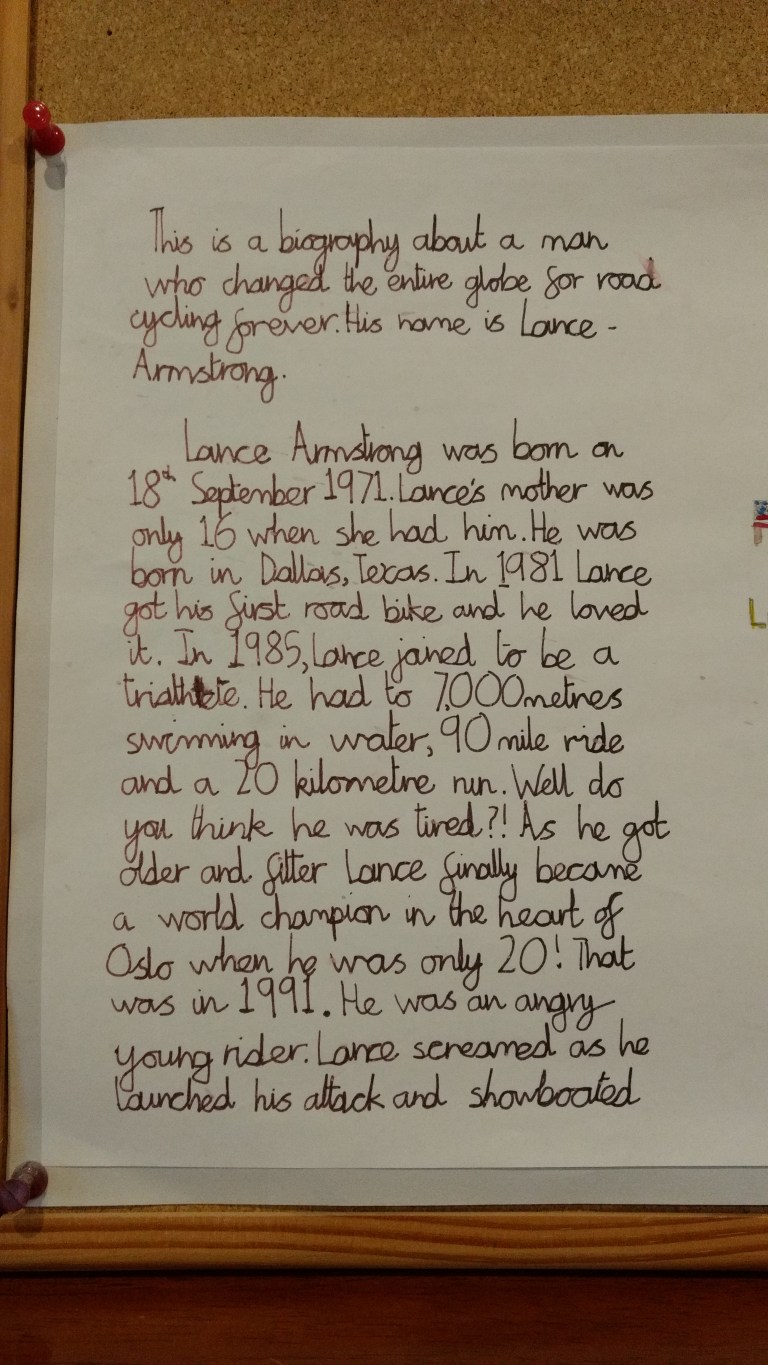 This is a biography about a man
who changed the entire globe for road
cycling forever. His name is Lance -
Armstrong.
Lance Armstrong was born on
18th September 1971. Lance's mother was
only 16 when she had him. He was
born in Dallas, Texas. In 1981 Lance
got his first road bike and he loved
it. In 1985, Lance joined to be a
triathlete. He had to 7,000 metres
swimming in water, 90 mile ride
and a 20 kilometre run. Well do
you think he was tired?! As he got
older and fitter Lance finally became
a world champion in the heart of
Oslo when he was only 20! That
was in 1991. He was an angry
young rider. Lance screamed as he
launched his attack and showboated